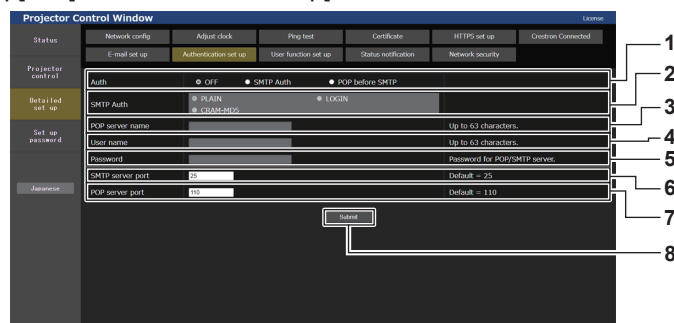 Projector Control Window
License
Status
Network config
Adjust clock
Ping test
Certificate
HTTPS set up
Crestron Connected
E-mail set up
Authentication set up
User function set up
Status notification
Network security
Projector
control
Detailed
set up
Set up
password
Japanese
Auth
OFF
SMTP Auth
POP before SMTP
1
SMTP Auth
PLAIN
LOGIN
CRAM-MD5
2
POP server name
Up to 63 characters.
3
User name
Up to 63 characters.
4
Password
Password for POP/SMTP server.
5
SMTP server port
25
Default = 25
6
POP server port
110
Default = 110
7
Submit
8